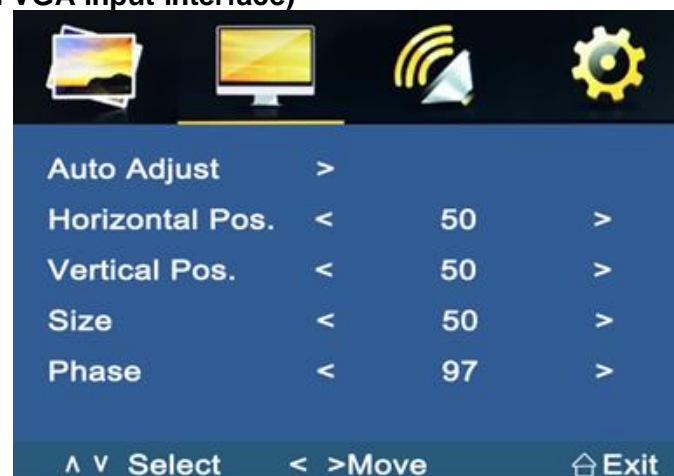 VGA Input Interface)
Auto Adjust >
Horizontal Pos. < 50 >
Vertical Pos. < 50 >
Size < 50 >
Phase < 97 >
∧ ∨ Select < >Move Exit